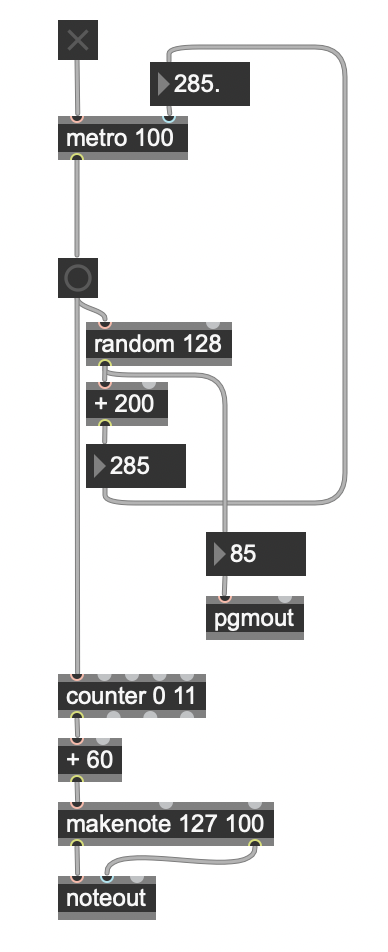 285.
metro 100
random 128
+ 200
285
85
pgmout
counter 0 11
+ 60
makenote 127 100
noteout